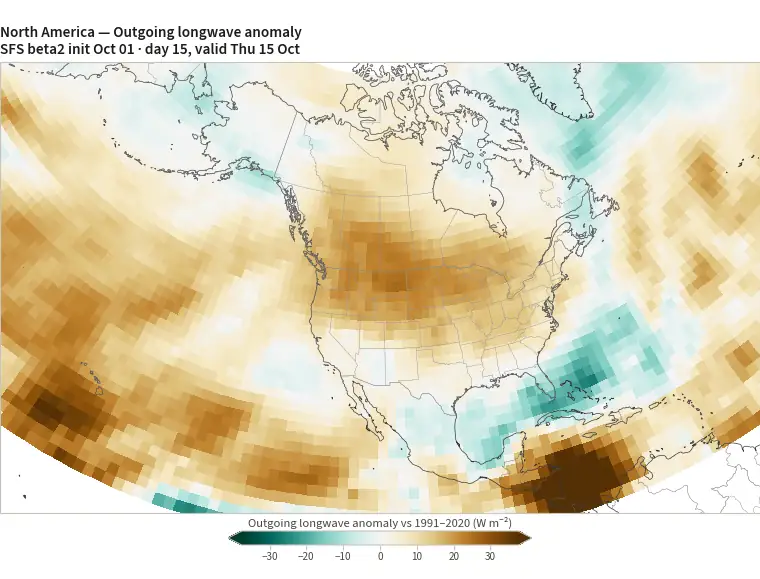 North America — Outgoing longwave anomaly
SFS beta2 init Oct 01 · day 15, valid Thu 15 Oct
Outgoing longwave anomaly vs 1991–2020 (W m⁻²)
−30 −20 −10 0 10 20 30